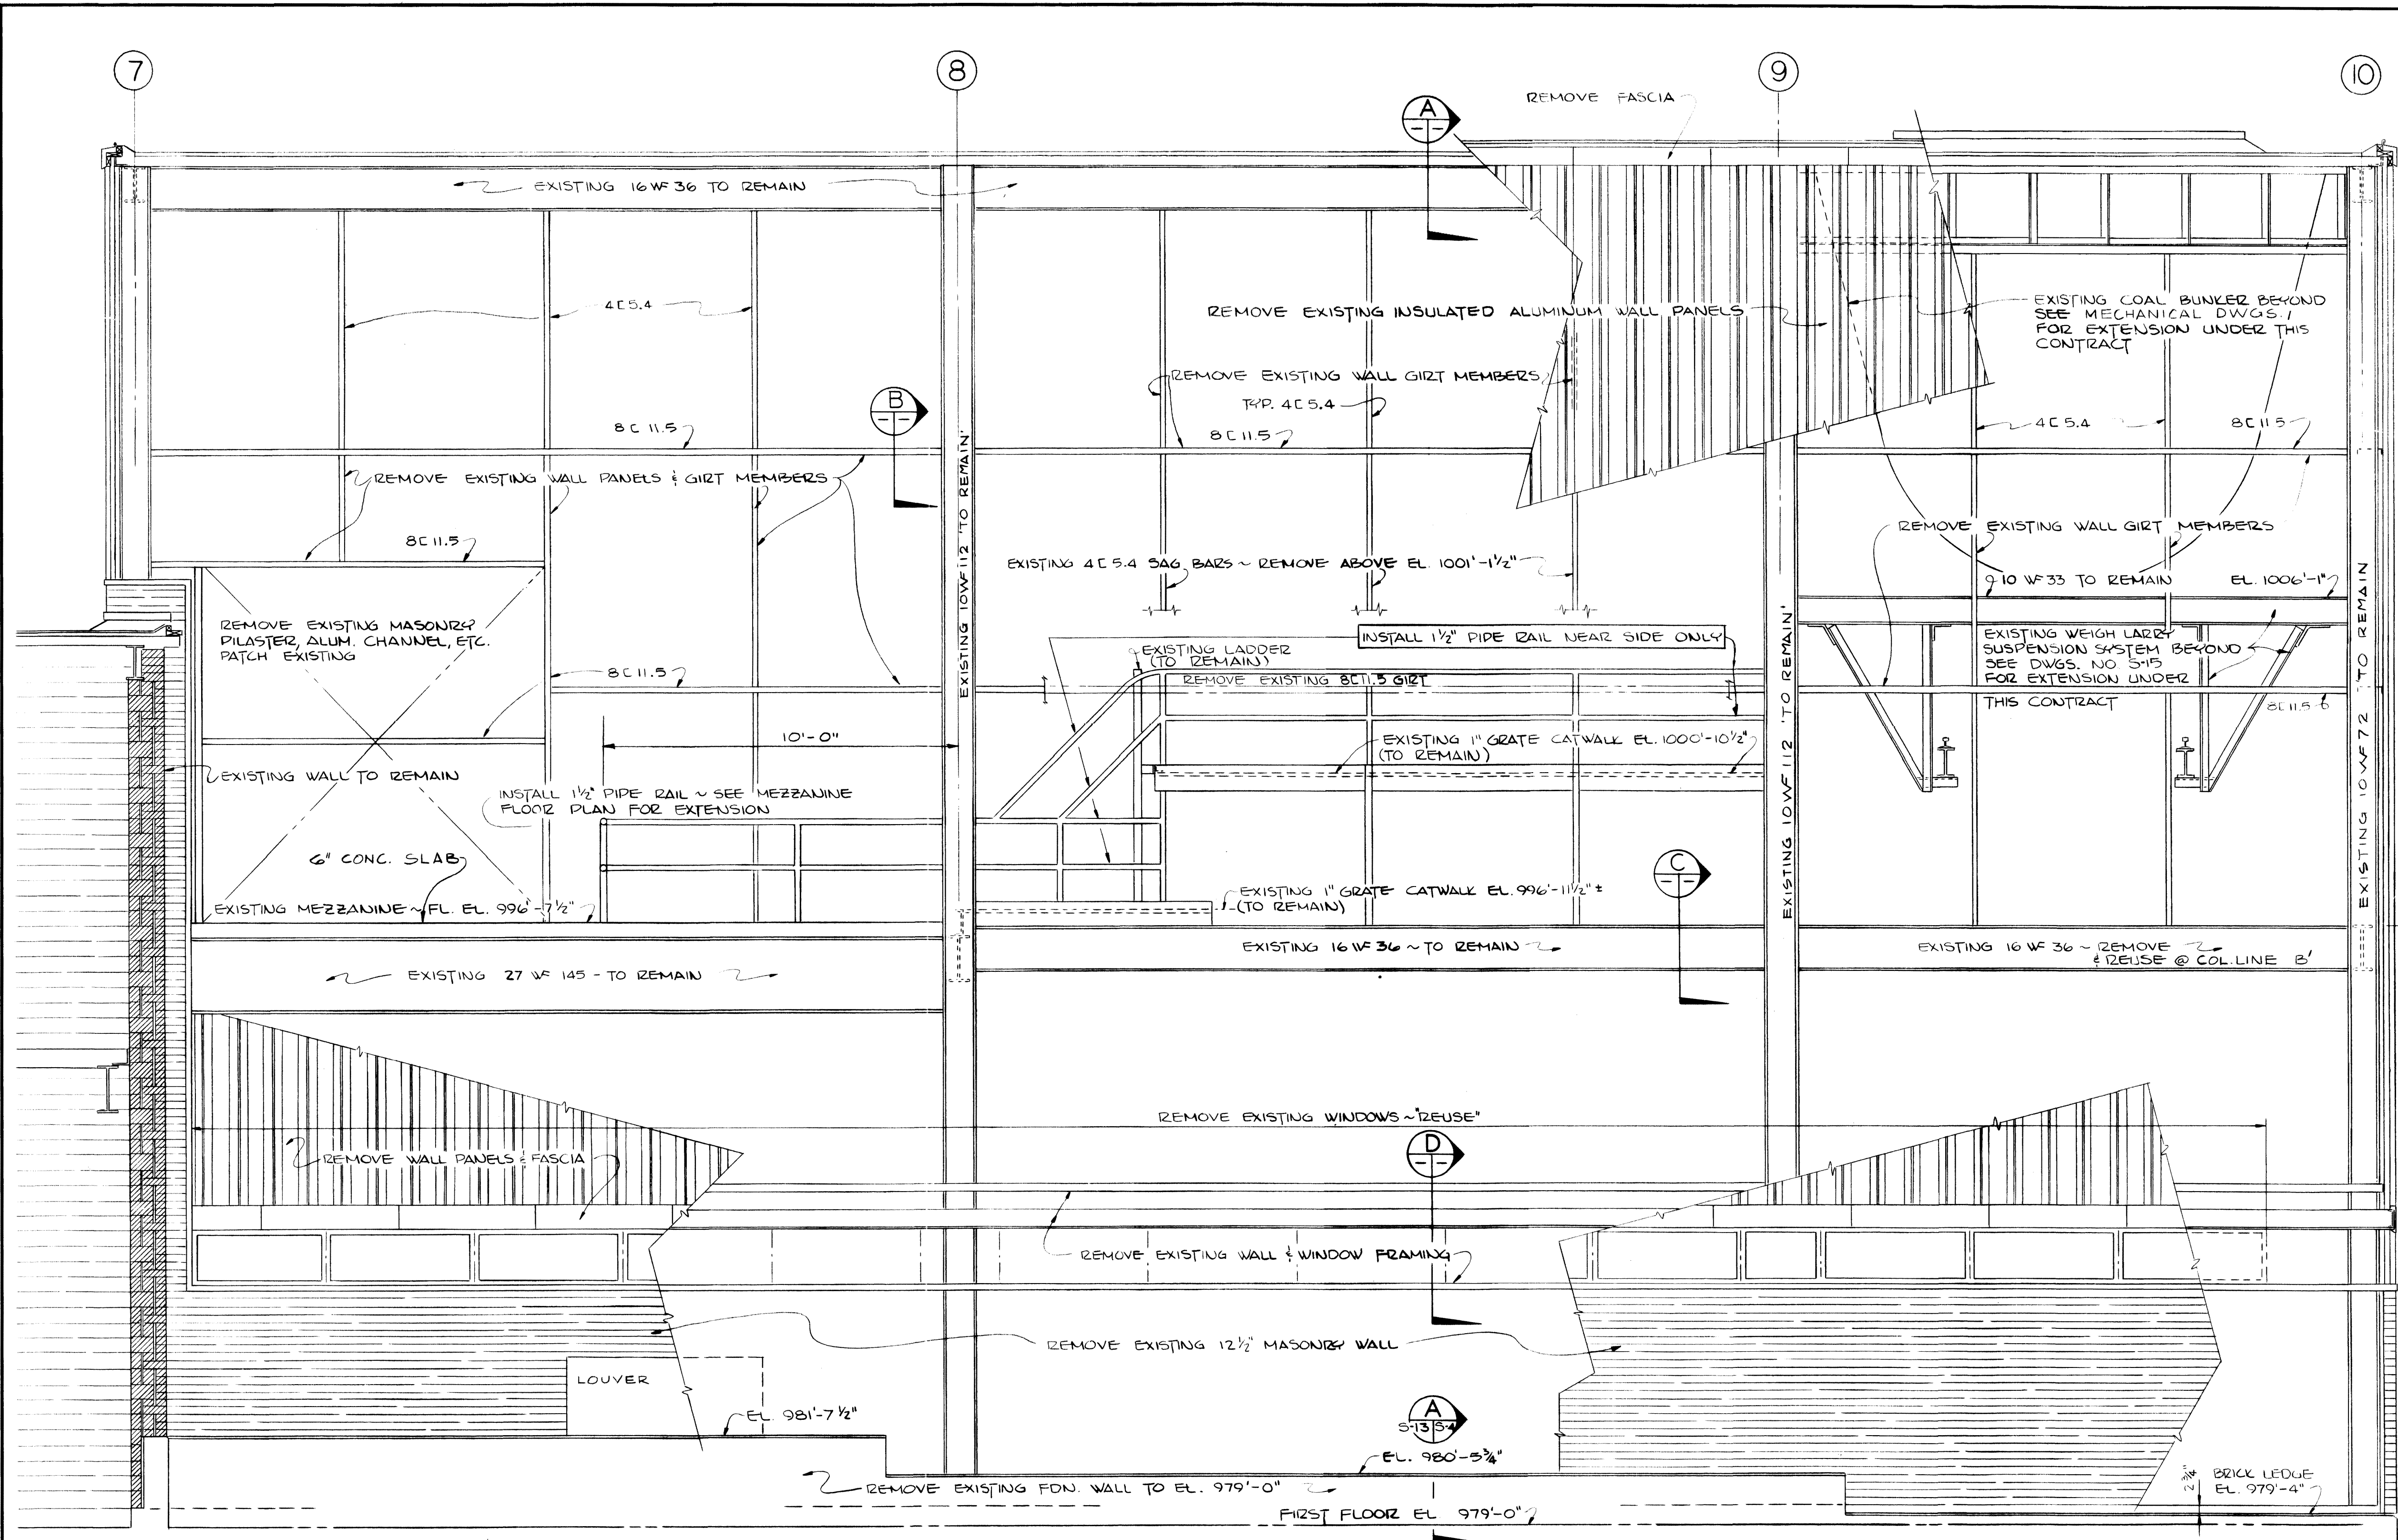 7
8
9
10
A
REMOVE FASCIA
EXISTING 16 WF 36 TO REMAIN
4 [ 5.4
REMOVE EXISTING INSULATED ALUMINUM WALL PANELS
EXISTING COAL BUNKER BEYOND
SEE MECHANICAL DWGS.
FOR EXTENSION UNDER THIS
CONTRACT
REMOVE EXISTING WALL GIRT MEMBERS
TYP. 4 [ 5.4
B
8 [ 11.5
8 [ 11.5
4 [ 5.4
8 [ 11.5
REMOVE EXISTING WALL PANELS & GIRT MEMBERS
EXISTING 10 WF 112 'TO REMAIN'
8 [ 11.5
EXISTING 4 [ 5.4 SAG BARS ~ REMOVE ABOVE EL. 1001'-1½"
REMOVE EXISTING WALL GIRT MEMBERS
10 WF 33 TO REMAIN
EL. 1006'-1"
REMOVE EXISTING MASONRY
PILASTER, ALUM. CHANNEL, ETC.
PATCH EXISTING
INSTALL 1½" PIPE RAIL NEAR SIDE ONLY
EXISTING LADDER
(TO REMAIN)
REMOVE EXISTING 8 [ 11.5 GIRT
8 [ 11.5
EXISTING WEIGH LARRY
SUSPENSION SYSTEM BEYOND
SEE DWGS. NO. S-15
FOR EXTENSION UNDER
THIS CONTRACT
8 [ 11.5
EXISTING 10 WF 112 'TO REMAIN'
EXISTING 10 WF 72 'TO REMAIN
10'-0"
EXISTING 1" GRATE CATWALK EL. 1000'-10½"
(TO REMAIN)
EXISTING WALL TO REMAIN
INSTALL 1½" PIPE RAIL ~ SEE MEZZANINE
FLOOR PLAN FOR EXTENSION
6" CONC. SLAB
C
EXISTING MEZZANINE ~ FL. EL. 996'-7½"
EXISTING 1" GRATE CATWALK EL. 996'-11½" ±
(TO REMAIN)
EXISTING 27 WF 145 - TO REMAIN
EXISTING 16 WF 36 ~ TO REMAIN
EXISTING 16 WF 36 ~ REMOVE
& REUSE @ COL. LINE B'
REMOVE EXISTING WINDOWS ~ "REUSE"
D
REMOVE WALL PANELS & FASCIA
REMOVE EXISTING WALL & WINDOW FRAMING
REMOVE EXISTING 12½" MASONRY WALL
LOUVER
EL. 981'-7½"
A
S-13 S-4
EL. 980'-5¾"
REMOVE EXISTING FDN. WALL TO EL. 979'-0"
FIRST FLOOR EL 979'-0"
2¾"
BRICK LEDGE
EL. 979'-4"